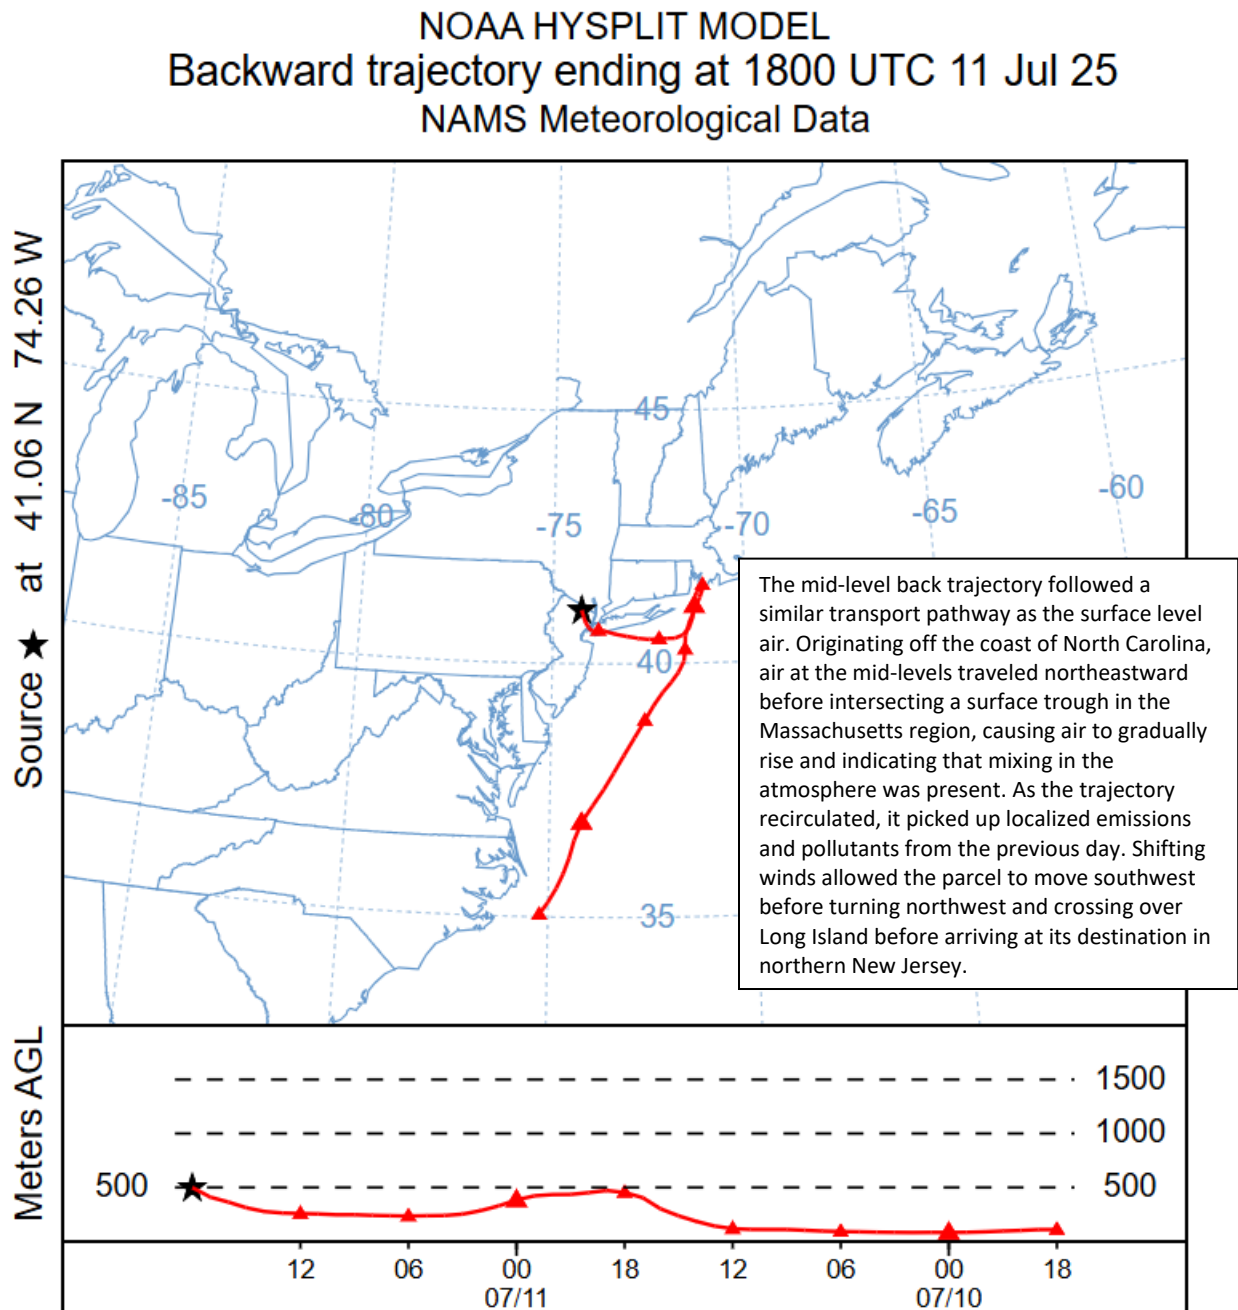 NOAA HYSPLIT MODEL
Backward trajectory ending at 1800 UTC 11 Jul 25
NAMS Meteorological Data
Source ★ at 41.06 N 74.26 W
45
-85
-80
-75
-70
-65
-60
40
35
The mid-level back trajectory followed a
similar transport pathway as the surface level
air. Originating off the coast of North Carolina,
air at the mid-levels traveled northeastward
before intersecting a surface trough in the
Massachusetts region, causing air to gradually
rise and indicating that mixing in the
atmosphere was present. As the trajectory
recirculated, it picked up localized emissions
and pollutants from the previous day. Shifting
winds allowed the parcel to move southwest
before turning northwest and crossing over
Long Island before arriving at its destination in
northern New Jersey.
Meters AGL
1500
1000
500 500
12 06 00 18 12 06 00 18
07/11 07/10